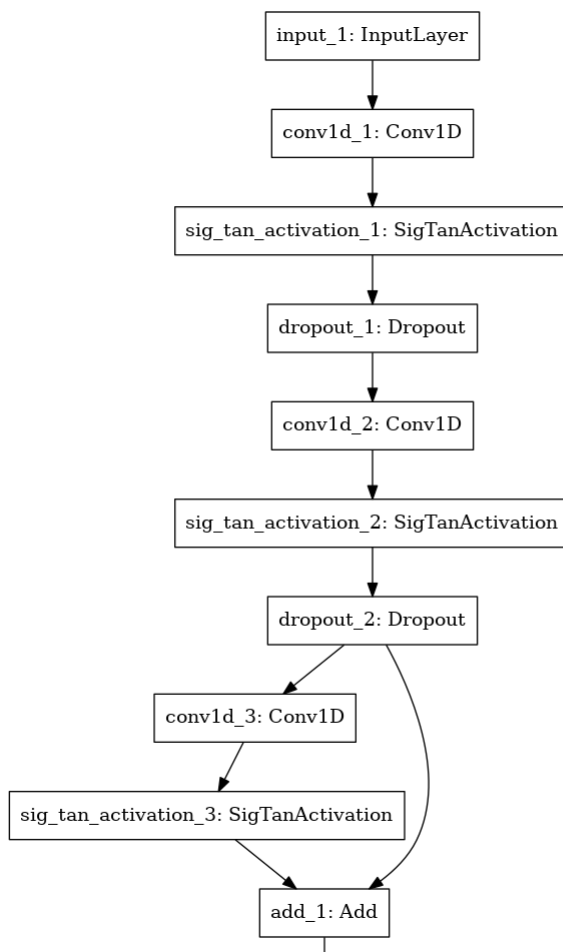 input_1: InputLayer
conv1d_1: Conv1D
sig_tan_activation_1: SigTanActivation
dropout_1: Dropout
conv1d_2: Conv1D
sig_tan_activation_2: SigTanActivation
dropout_2: Dropout
conv1d_3: Conv1D
sig_tan_activation_3: SigTanActivation
add_1: Add